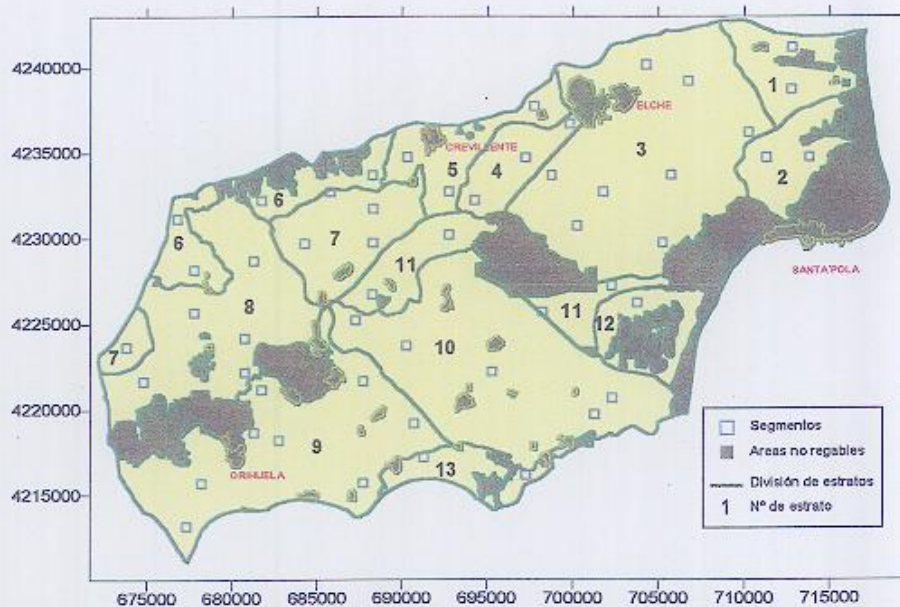 4240000
4235000
4230000
4225000
4220000
4215000
1
ELCHE
3
CREVILLENTE
5
4
2
6
7
6
11
SANTA POLA
8
11
12
10
7
9
13
ORIHUELA
Segmentos
Areas no regables
División de estratos
1 Nº de estrato
675000 680000 685000 690000 695000 700000 705000 710000 715000